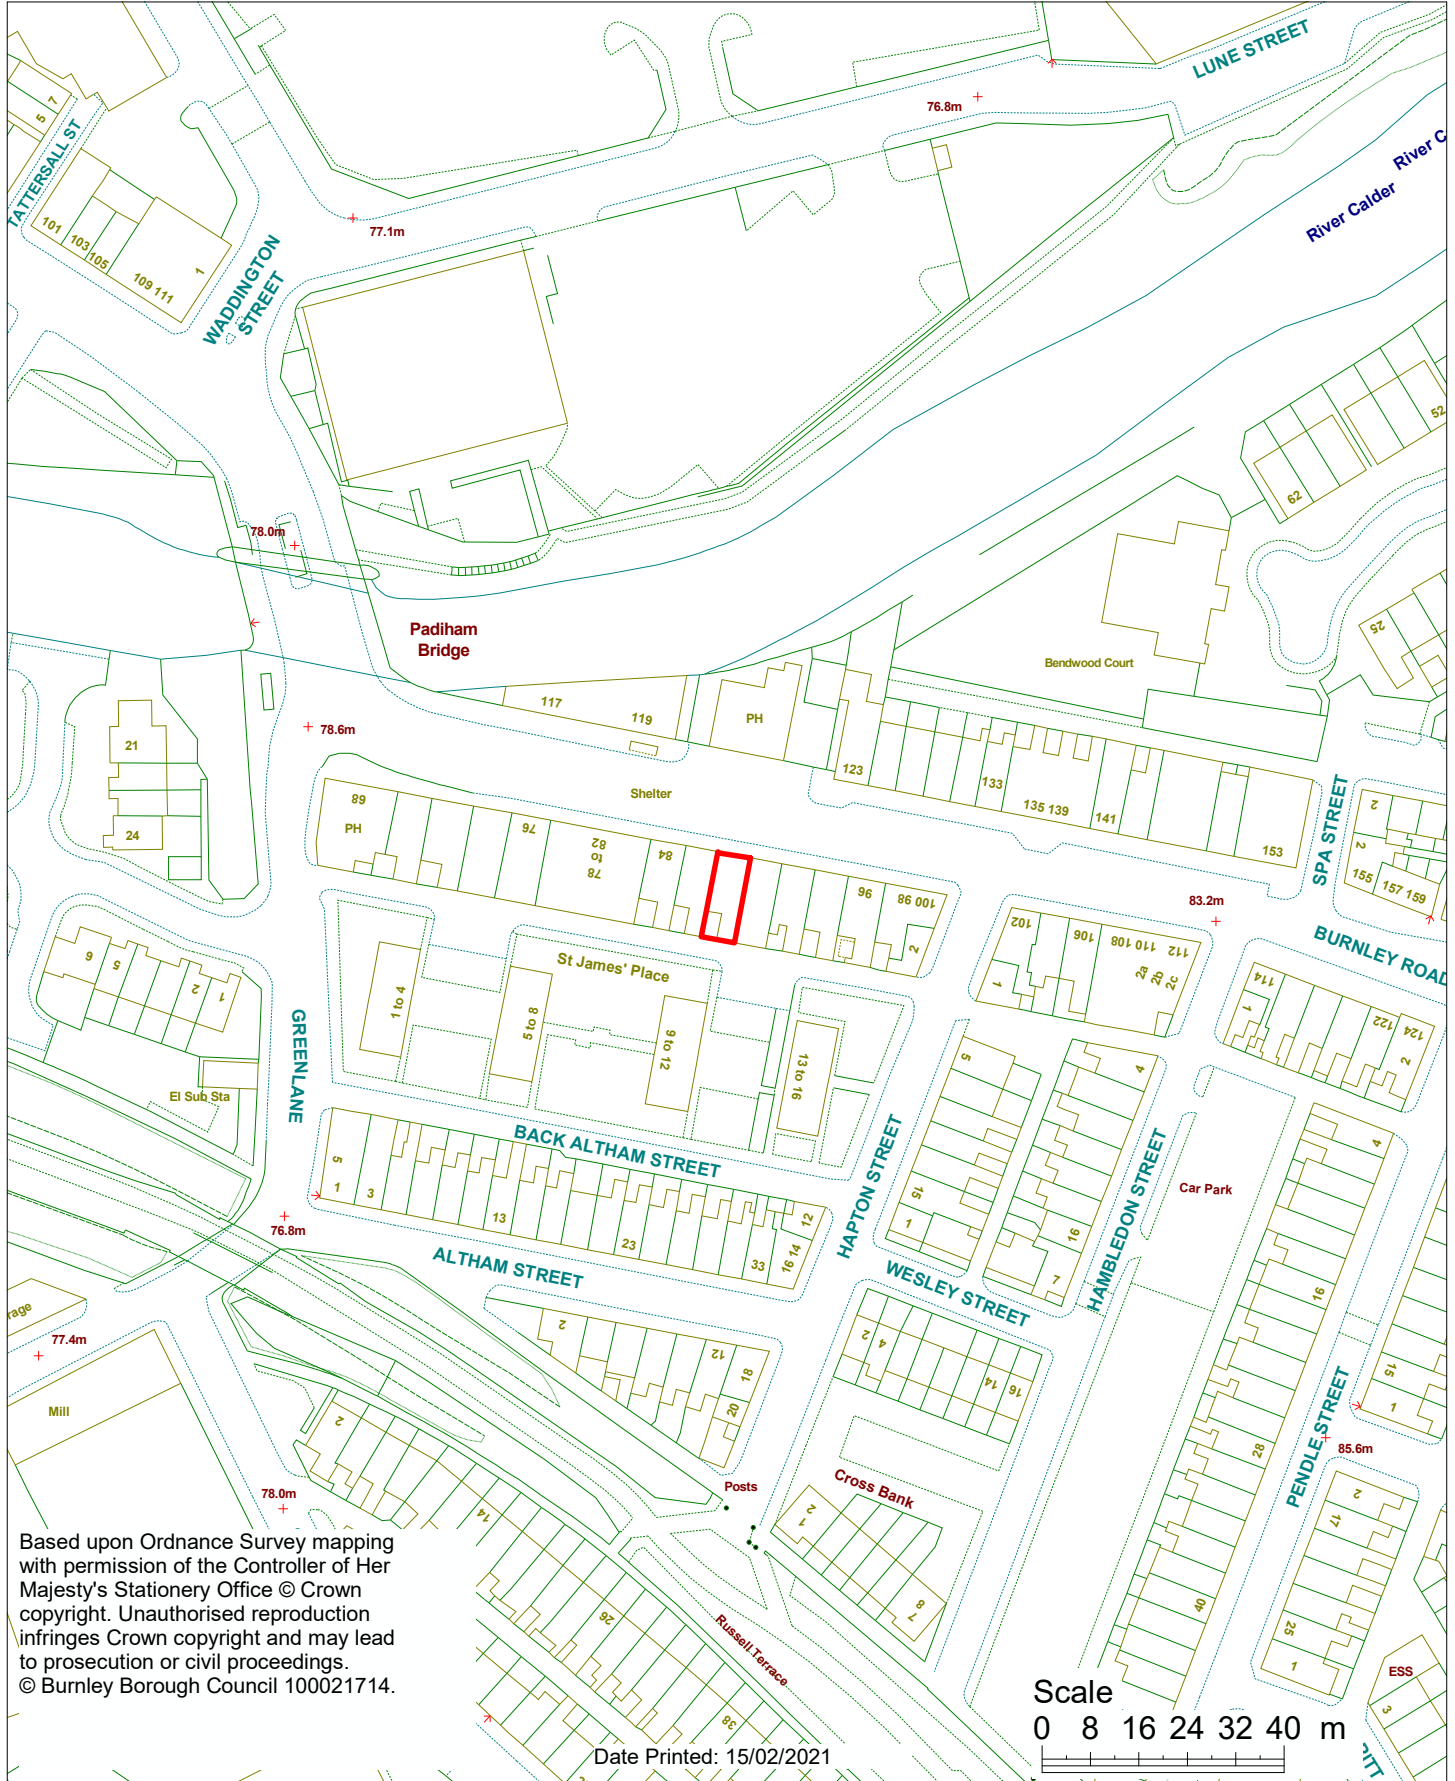 LUNE STREET
76.8m
7
5
TATTERSALL ST
River Calder
101
103
105
109 111
1
77.1m
WADDINGTON
STREET
52
62
78.0m
Padiham
Bridge
25
Bendwood Court
117
119
PH
21
78.6m
123
133
135 139
141
153
Shelter
SPA STREET
2
2
155
157 159
68
PH
76
78
to
82
84
24
96
98 100
2
83.2m
102
106
108 110 112
2a
2b
2c
1
BURNLEY ROAD
114
1
122
124
2
St James' Place
1 to 4
5 to 8
9 to 12
13 to 16
6
5
2
1
GREENLANE
El Sub Sta
BACK ALTHAM STREET
HAPTON STREET
5
4
4
5
1
3
13
23
33
12
16 14
15
1
16
7
Car Park
HAMBLEDON STREET
76.8m
ALTHAM STREET
WESLEY STREET
16
77.4m
2
12
18
20
2
4
14
16
15
1
PENDLE STREET
85.6m
Mill
2
14
28
78.0m
Posts
Cross Bank
2
1
7
8
2
17
Based upon Ordnance Survey mapping
with permission of the Controller of Her
Majesty's Stationery Office © Crown
copyright. Unauthorised reproduction
infringes Crown copyright and may lead
to prosecution or civil proceedings.
© Burnley Borough Council 100021714.
26
Russell Terrace
40
25
1
ESS
3
38
Scale
0 8 16 24 32 40 m
Date Printed: 15/02/2021